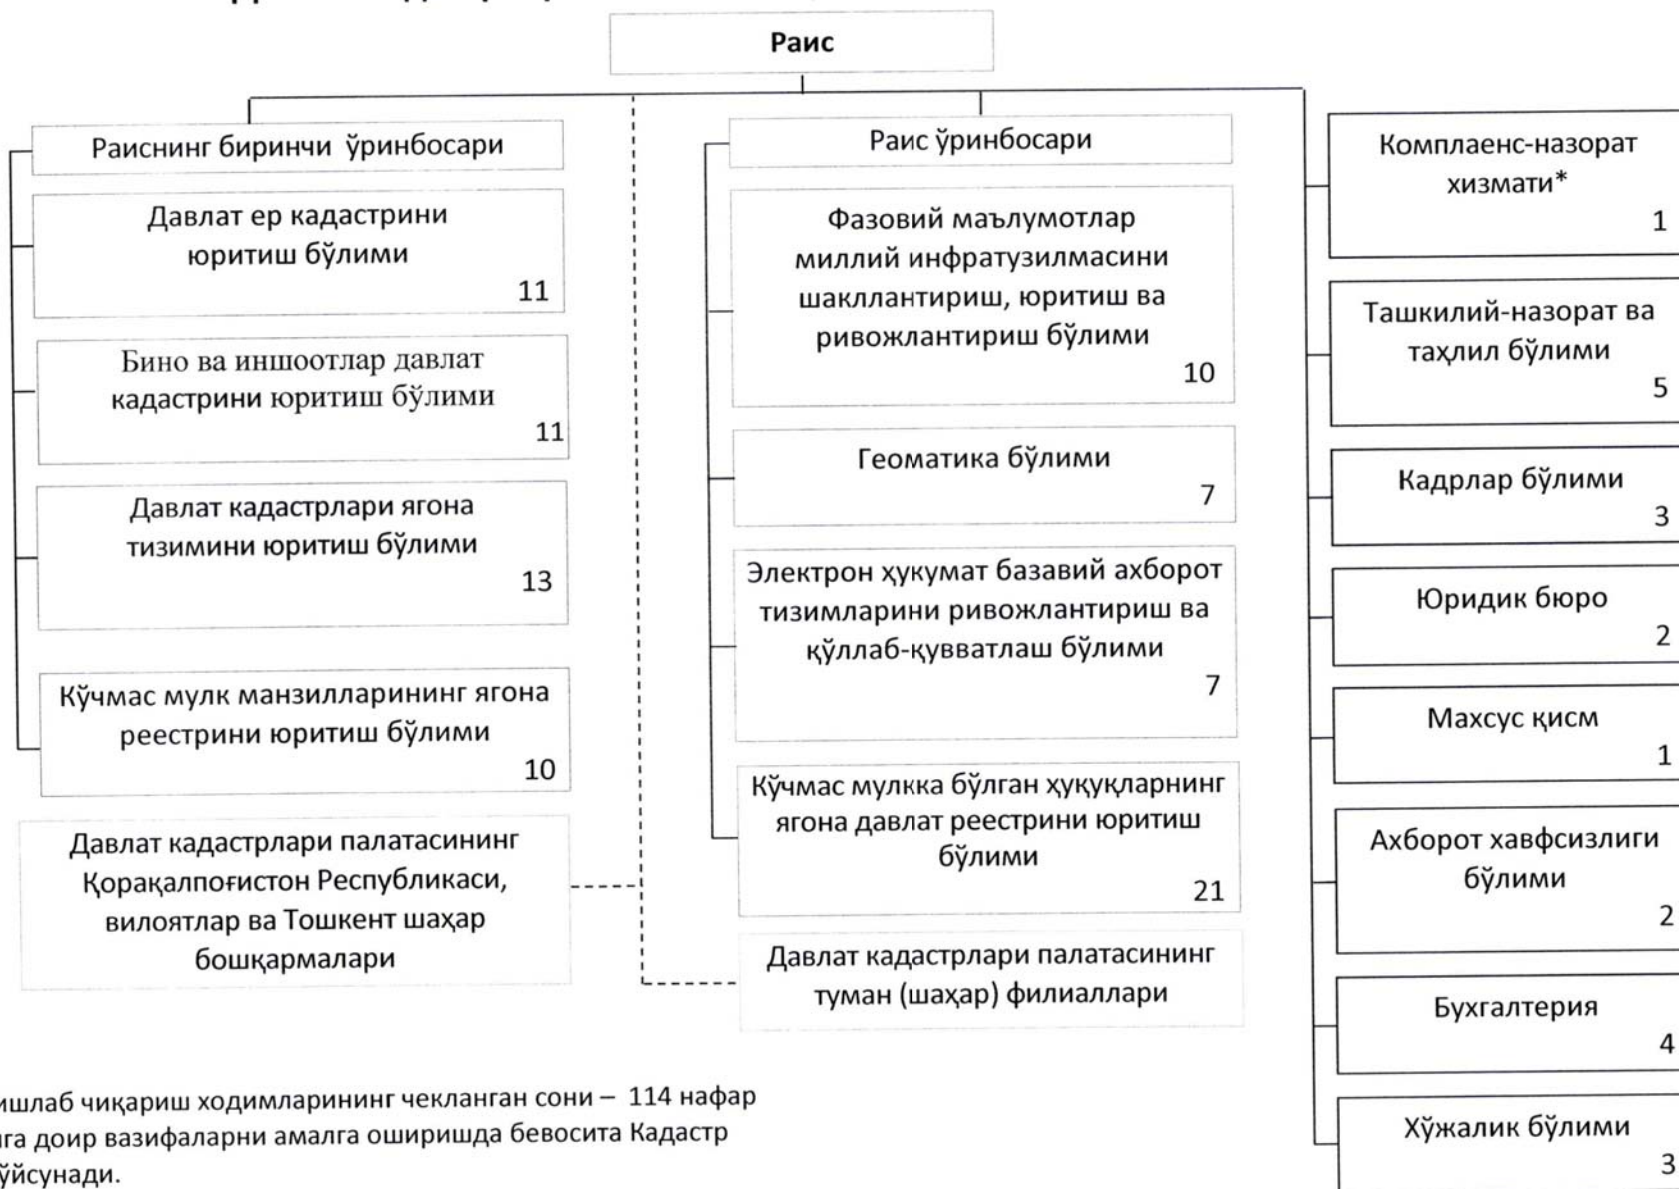 Раис
Раиснинг биринчи ўринбосари
Давлат ер кадастрини
юритиш бўлими
11
Бино ва иншоотлар давлат
кадастрини юритиш бўлими
11
Давлат кадастрлари ягона
тизимини юритиш бўлими
13
Кўчмас мулк манзилларининг ягона
реестрини юритиш бўлими
10
Давлат кадастрлари палатасининг
Қорақалпоғистон Республикаси,
вилоятлар ва Тошкент шаҳар
бошқармалари
Раис ўринбосари
Фазовий маълумотлар
миллий инфратузилмасини
шакллантириш, юритиш ва
ривожлантириш бўлими
10
Геоматика бўлими
7
Электрон ҳукумат базавий ахборот
тизимларини ривожлантириш ва
қўллаб-қувватлаш бўлими
7
Кўчмас мулкка бўлган ҳуқуқларнинг
ягона давлат реестрини юритиш
бўлими
21
Давлат кадастрлари палатасининг
туман (шаҳар) филиаллари
Комплаенс-назорат
хизмати*
1
Ташкилий-назорат ва
таҳлил бўлими
5
Кадрлар бўлими
3
Юридик бюро
2
Махсус қисм
1
Ахборот хавфсизлиги
бўлими
2
Бухгалтерия
4
Хўжалик бўлими
3
ишлаб чиқариш ходимларининг чекланган сони – 114 нафар
га доир вазифаларни амалга оширишда бевосита Кадастр
ўйсунади.